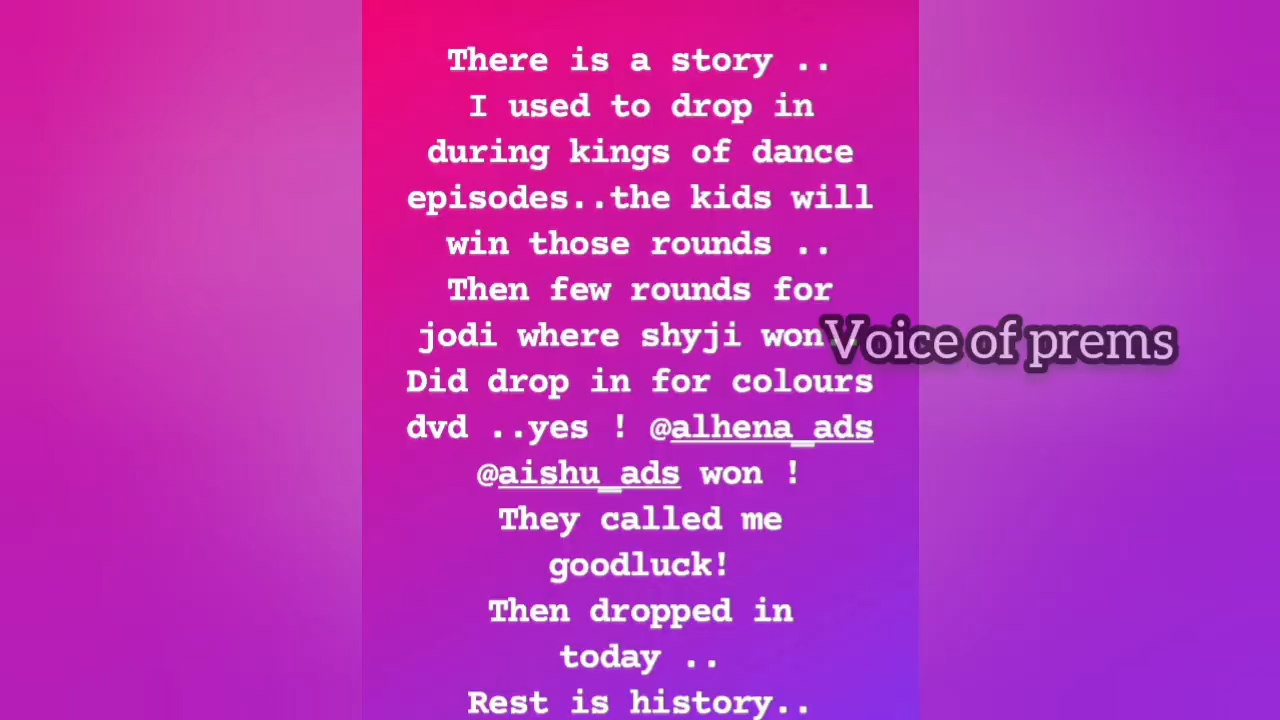 There is a story ..
I used to drop in
during kings of dance
episodes..the kids will
win those rounds ..
Then few rounds for
jodi where shyji won..
Did drop in for colours
dvd ..yes ! @alhena_ads
@aishu_ads won !
They called me
goodluck!
Then dropped in
today ..
Rest is history..
Voice of prems